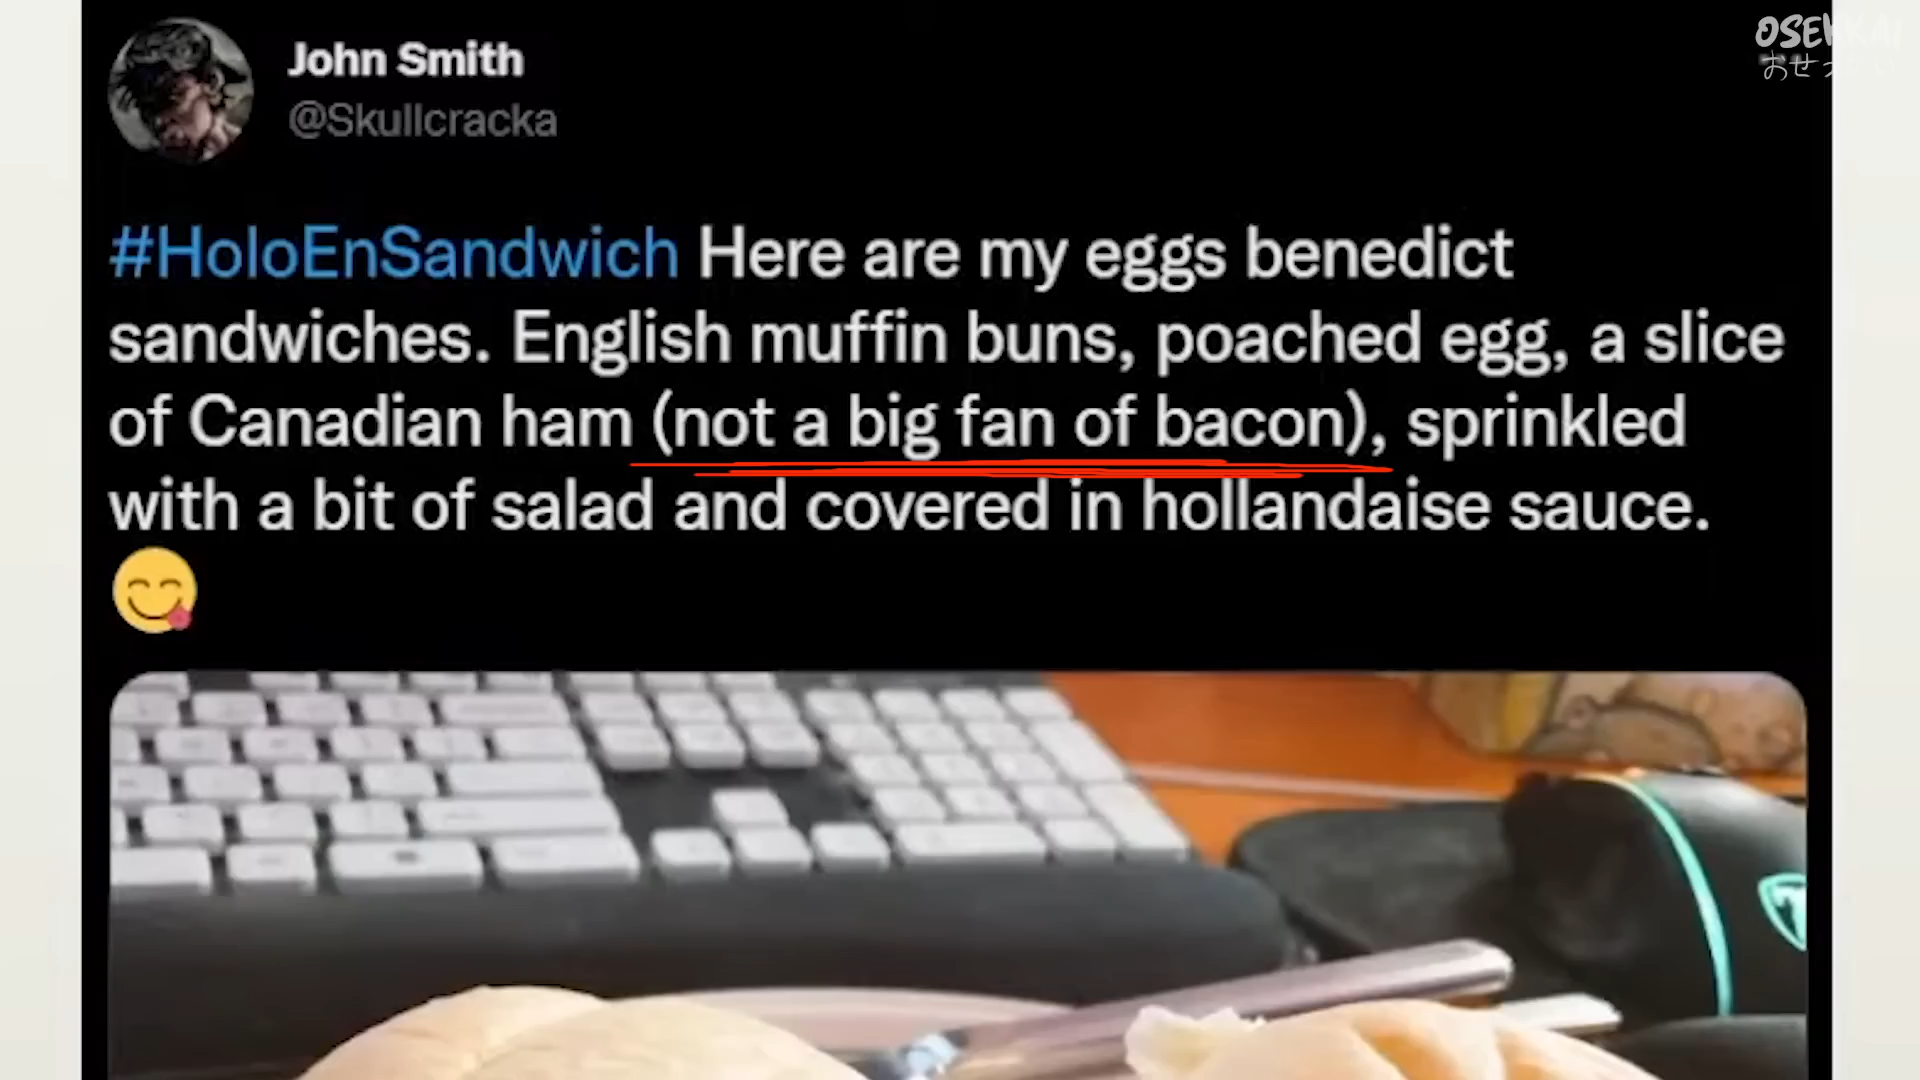 OSEKKAI
John Smith
@Skullcracka
#HoloEnSandwich Here are my eggs benedict
sandwiches. English muffin buns, poached egg, a slice
of Canadian ham (not a big fan of bacon), sprinkled
with a bit of salad and covered in hollandaise sauce.
😋